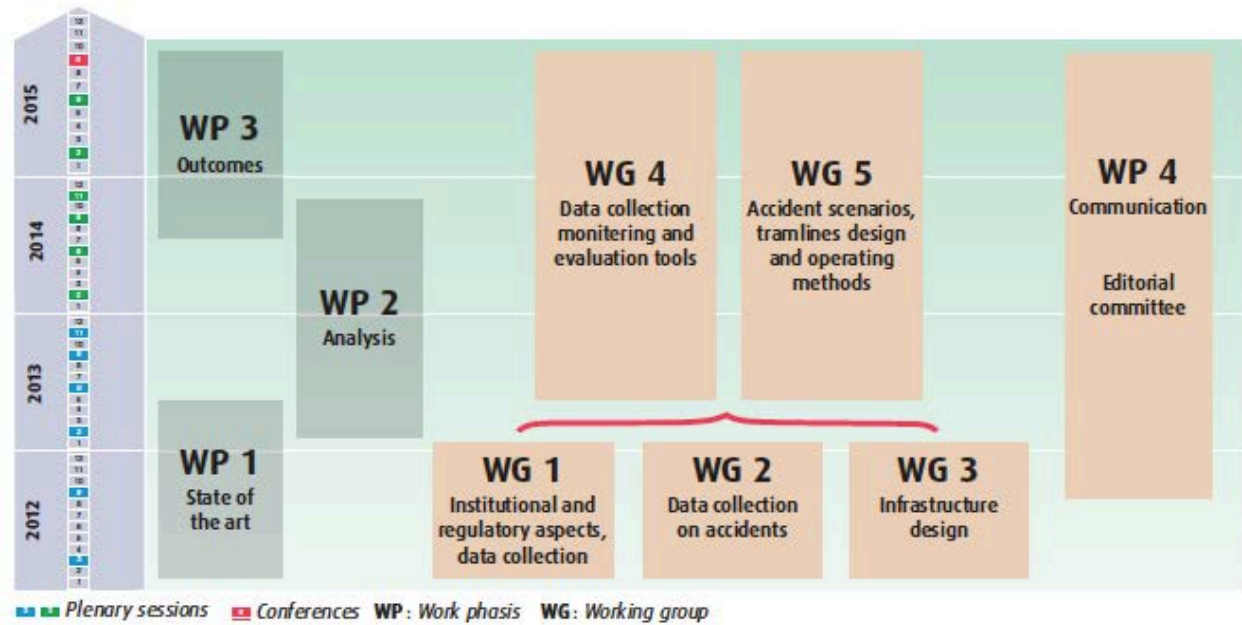 2015
2014
2013
2012
WP 3
Outcomes
WP 2
Analysis
WP 1
State of
the art
WG 4
Data collection
monitering and
evaluation tools
WG 5
Accident scenarios,
tramlines design
and operating
methods
WP 4
Communication
Editorial
committee
WG 1
Institutional and
regulatory aspects,
data collection
WG 2
Data collection
on accidents
WG 3
Infrastructure
design
Plenary sessions Conferences WP : Work phasis WG : Working group